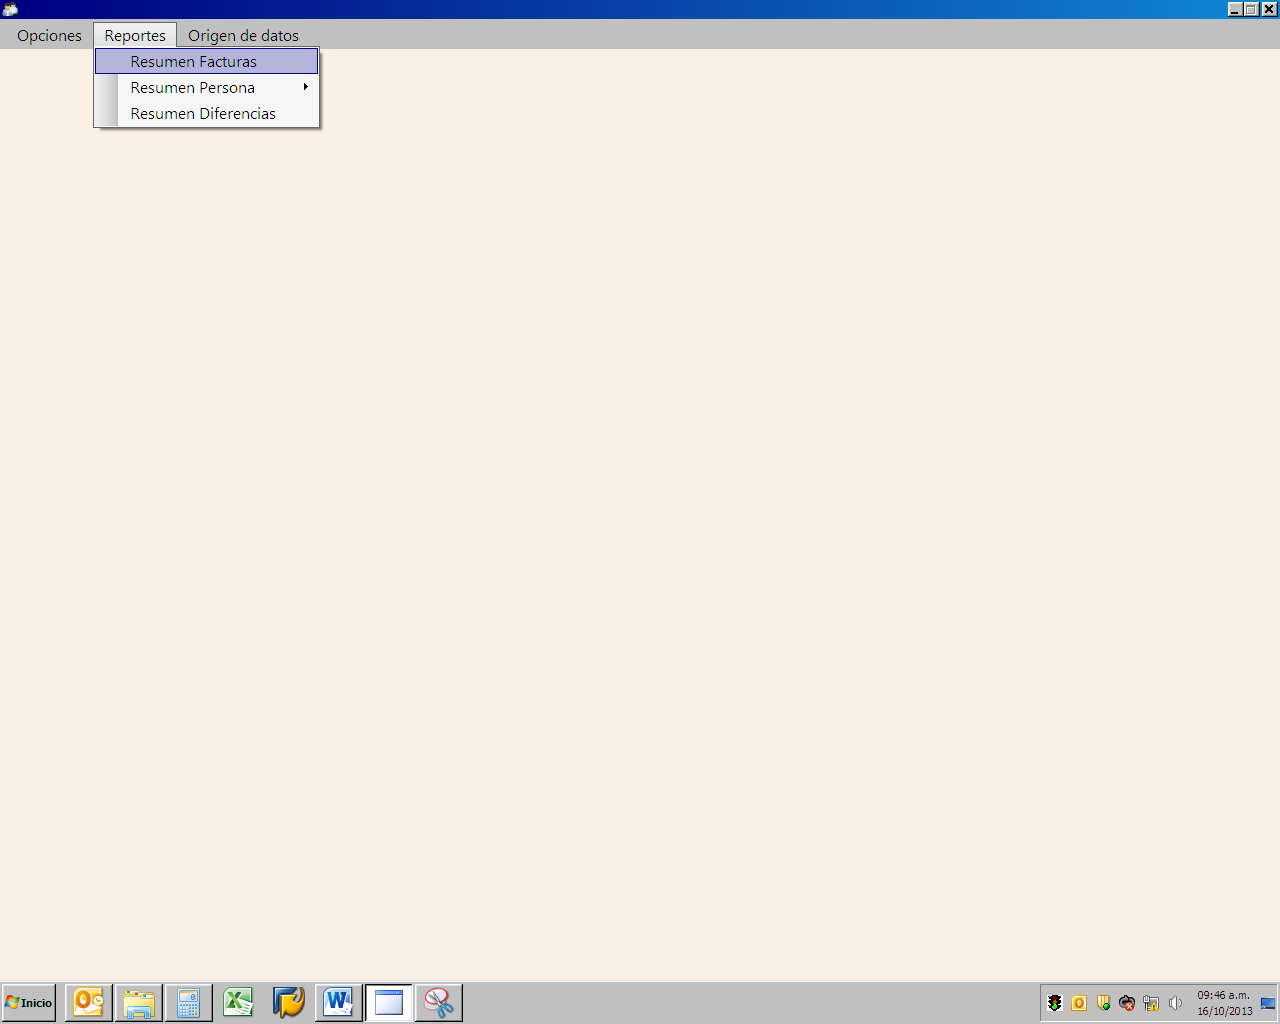 Opciones Reportes Origen de datos
Resumen Facturas
Resumen Persona
Resumen Diferencias
Inicio
09:46 a.m.
16/10/2013